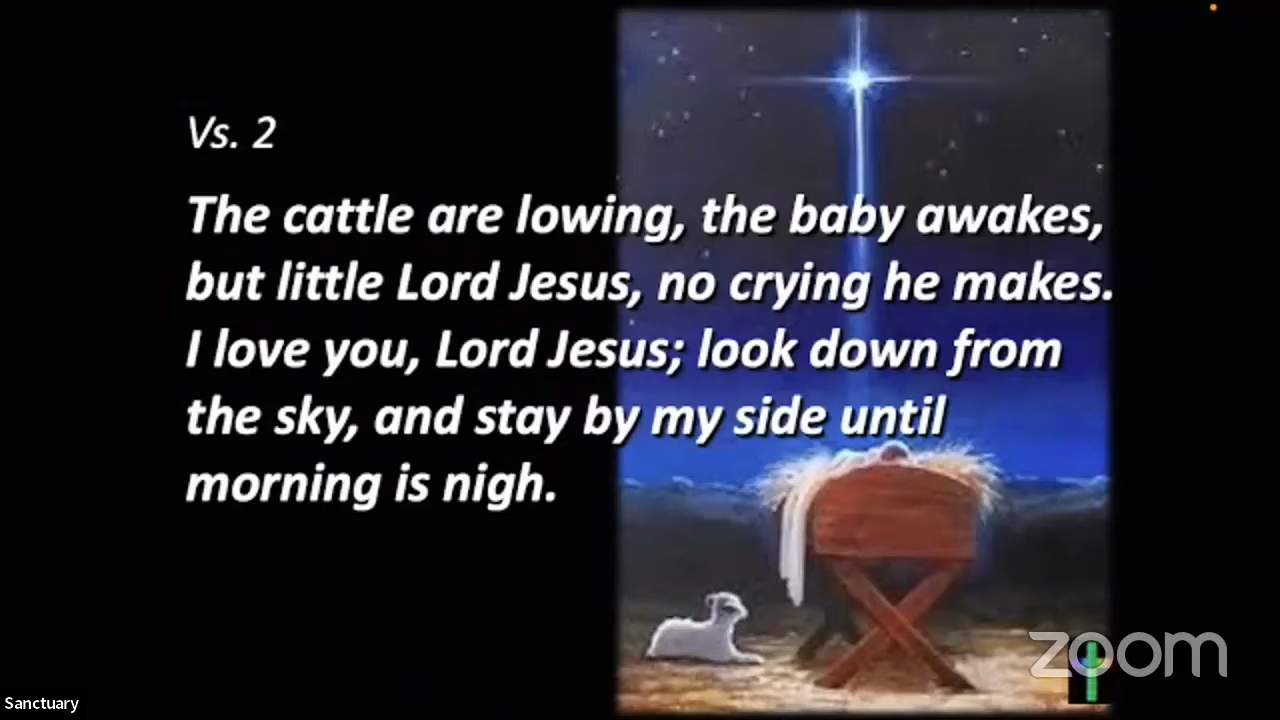 Vs. 2
The cattle are lowing, the baby awakes,
but little Lord Jesus, no crying he makes.
I love you, Lord Jesus; look down from
the sky, and stay by my side until
morning is nigh.
zoom
Sanctuary